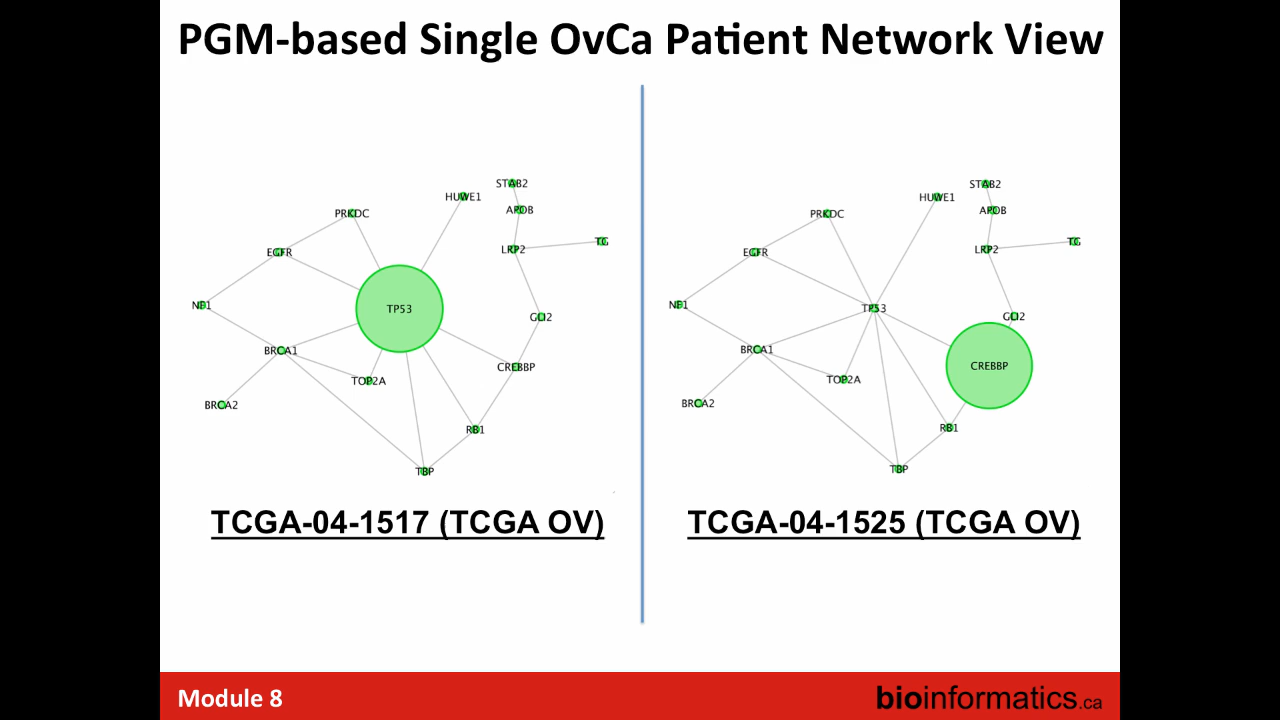 PGM-based Single OvCa Patient Network View
STAB2
HUWE1
APOB
PRKDC
TG
EGFR
LRP2
NF1
TP53
GLI2
BRCA1
CREBBP
TOP2A
BRCA2
RB1
TBP
TCGA-04-1517 (TCGA OV)
STAB2
HUWE1
APOB
PRKDC
TG
EGFR
LRP2
NF1
TP53
GLI2
BRCA1
CREBBP
TOP2A
BRCA2
RB1
TBP
TCGA-04-1525 (TCGA OV)
Module 8
bioinformatics.ca